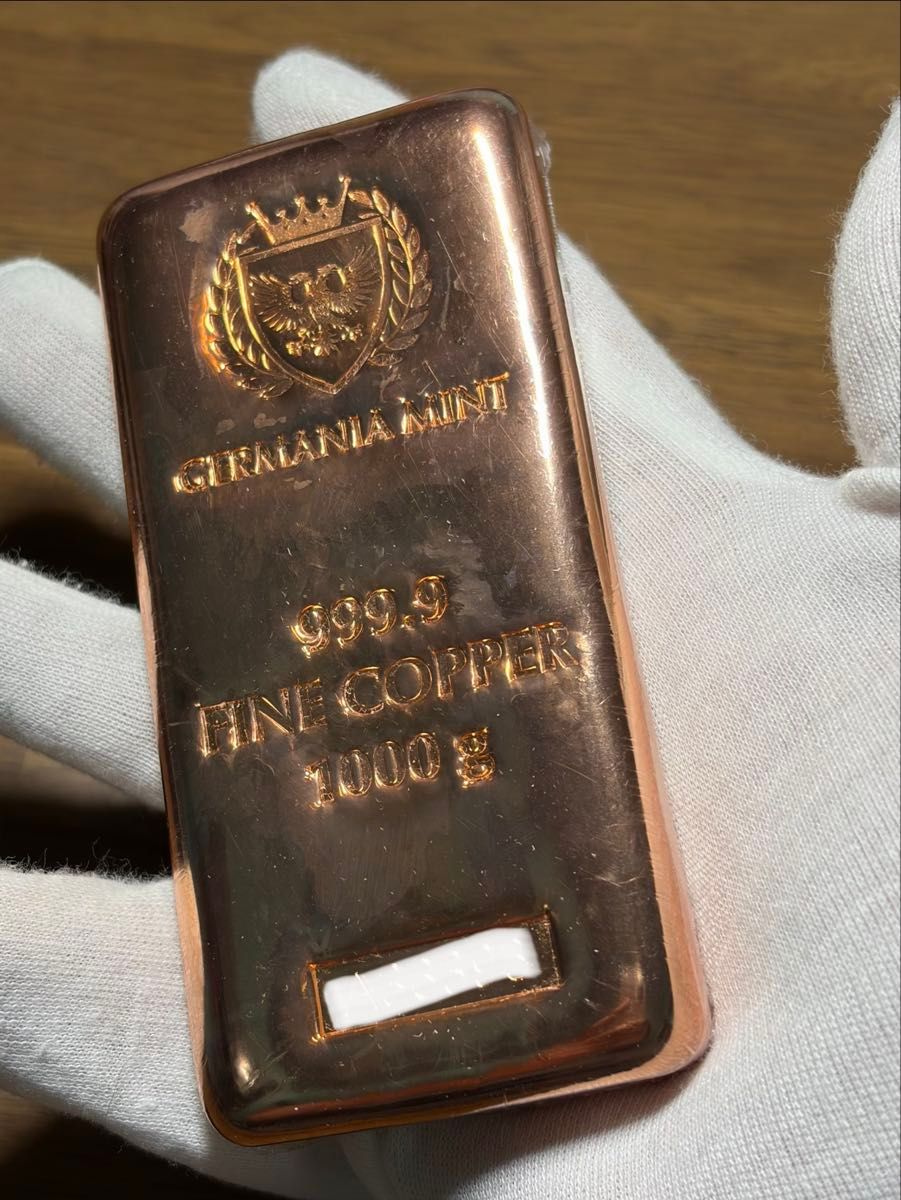 GERMANIA MINT
999.9
FINE COPPER
1000 g